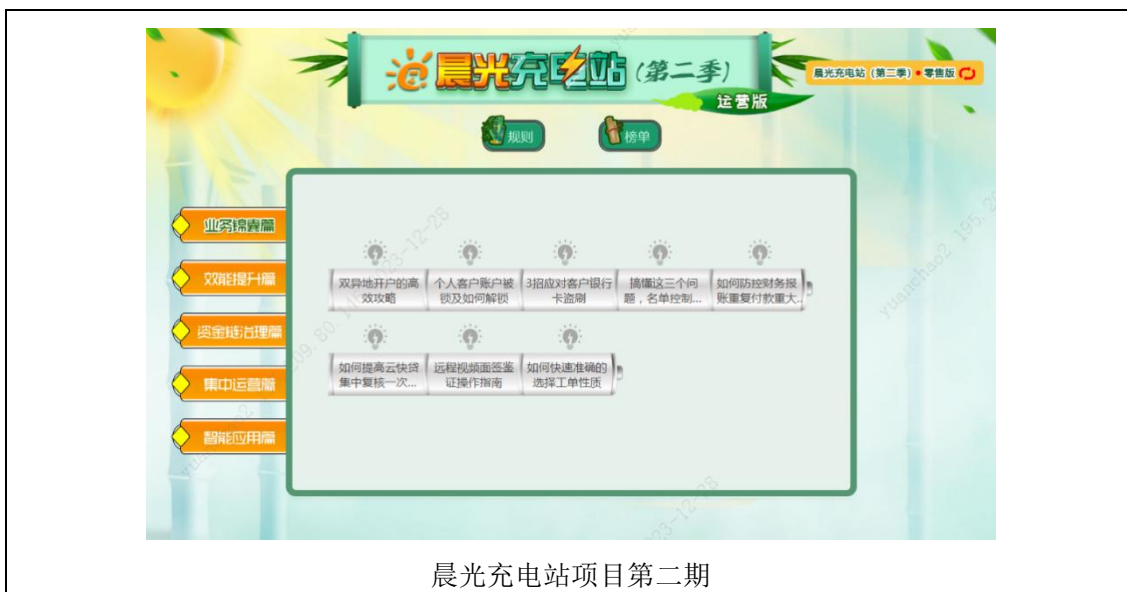 晨光充电站(第二季)
运营版
晨光充电站(第二季)•零售版
规则
榜单
业务锦囊篇
效能提升篇
资金链治理篇
集中运营篇
智能应用篇
双异地开户的高
效攻略
个人客户账户被
锁及如何解锁
3招应对客户银行
卡盗刷
搞懂这三个问
题，名单控制...
如何防控财务报
账重复付款重大...
如何提高云快贷
集中复核一次...
远程视频面签鉴
证操作指南
如何快速准确的
选择工单性质
晨光充电站项目第二期